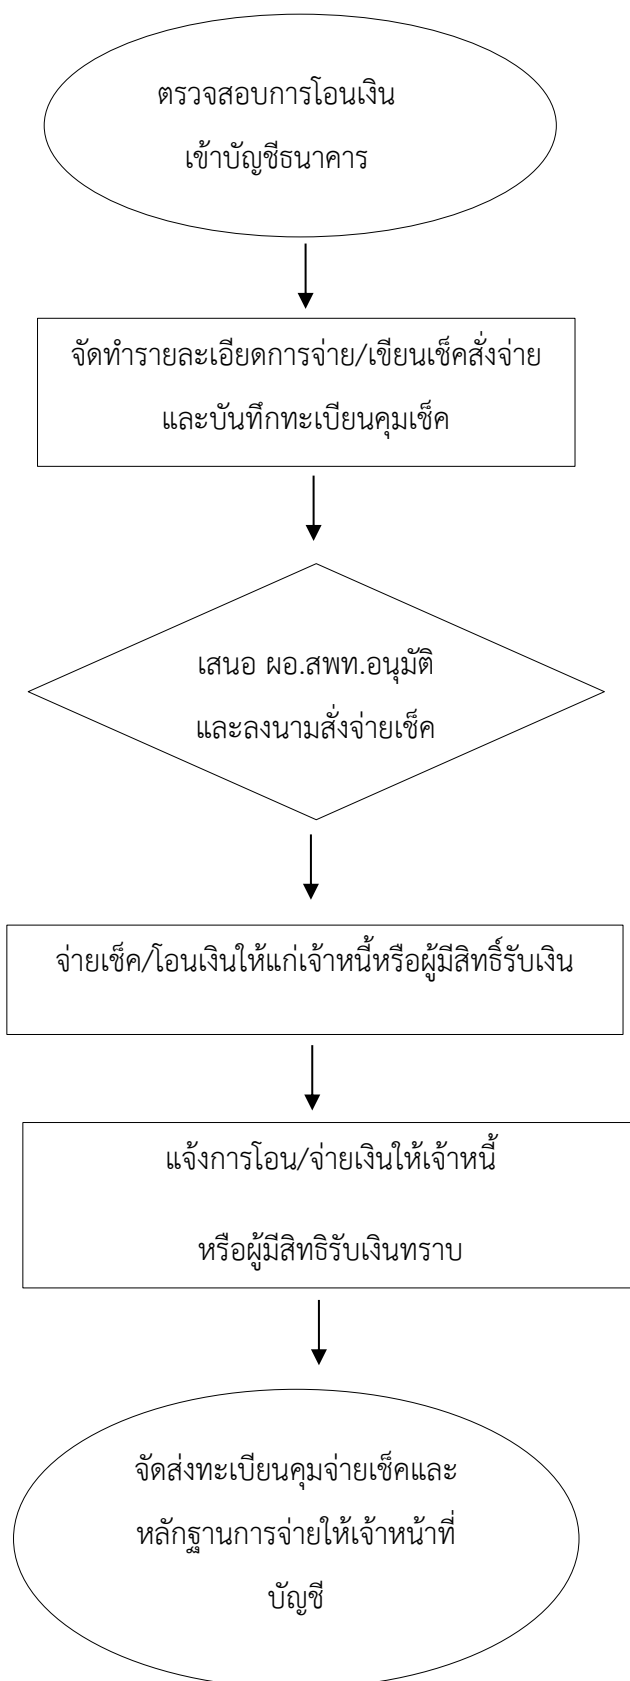 ตรวจสอบการโอนเงิน
เข้าบัญชีธนาคาร
จัดทำรายละเอียดการจ่าย/เขียนเช็คสั่งจ่าย
และบันทึกทะเบียนคุมเช็ค
เสนอ ผอ.สพท.อนุมัติ
และลงนามสั่งจ่ายเช็ค
จ่ายเช็ค/โอนเงินให้แก่เจ้าหนี้หรือผู้มีสิทธิ์รับเงิน
แจ้งการโอน/จ่ายเงินให้เจ้าหนี้
หรือผู้มีสิทธิรับเงินทราบ
จัดส่งทะเบียนคุมจ่ายเช็คและ
หลักฐานการจ่ายให้เจ้าหน้าที่
บัญชี